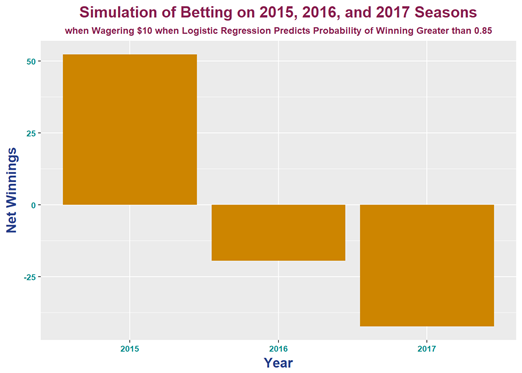 Simulation of Betting on 2015, 2016, and 2017 Seasons
when Wagering $10 when Logistic Regression Predicts Probability of Winning Greater than 0.85
50
25
0
-25
Net Winnings
2015 2016 2017
Year